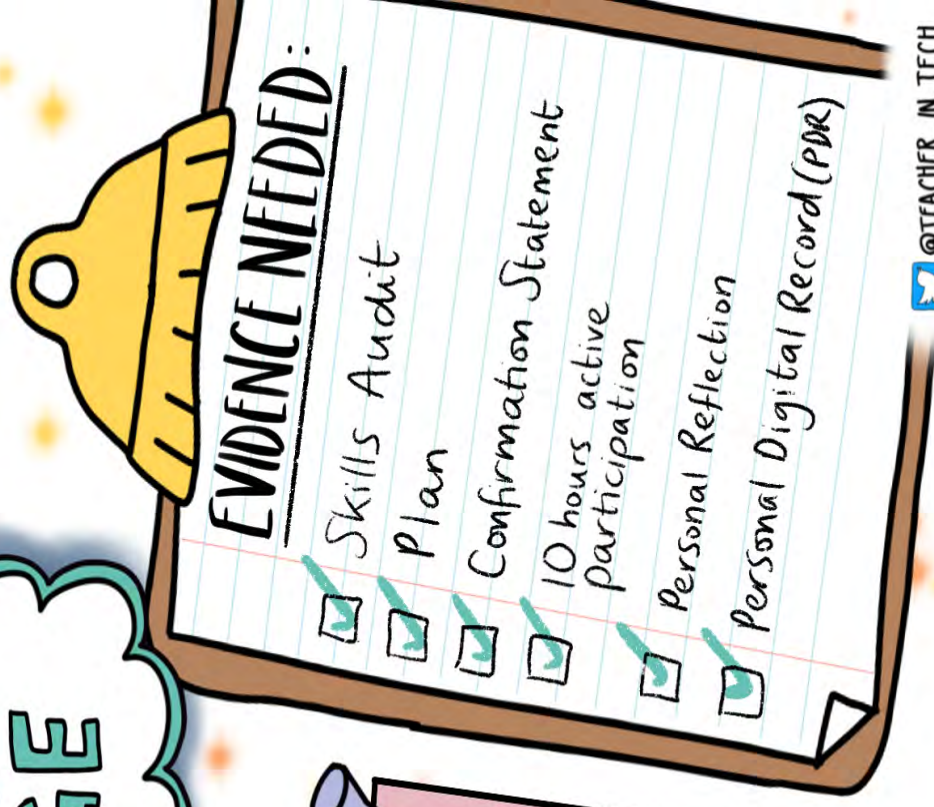 EVIDENCE NEEDED:
Skills Audit
Plan
Confirmation Statement
10 hours active
participation
Personal Reflection
Personal Digital Record (PDR)
@TEACHER IN TECH
GE